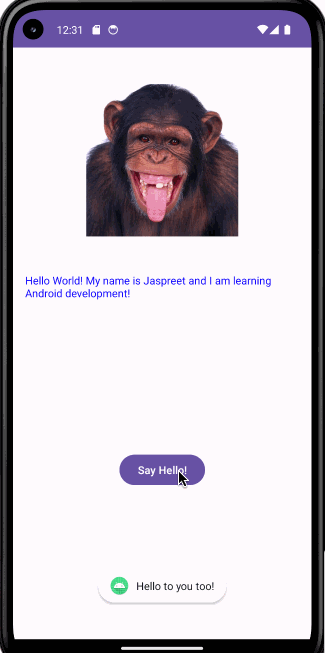 12:31
Hello World! My name is Jaspreet and I am learning
Android development!
Say Hello!
Hello to you too!